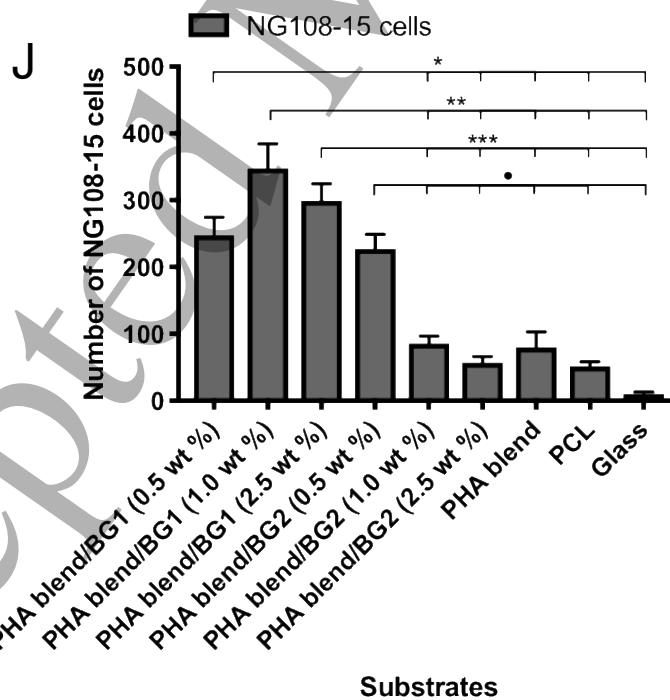 NG108-15 cells
J
Number of NG108-15 cells
500
400
300
200
100
0
*
**
***
•
PHA blend/BG1 (0.5 wt %)
PHA blend/BG1 (1.0 wt %)
PHA blend/BG1 (2.5 wt %)
PHA blend/BG2 (0.5 wt %)
PHA blend/BG2 (1.0 wt %)
PHA blend/BG2 (2.5 wt %)
PHA blend
PCL
Glass
Substrates